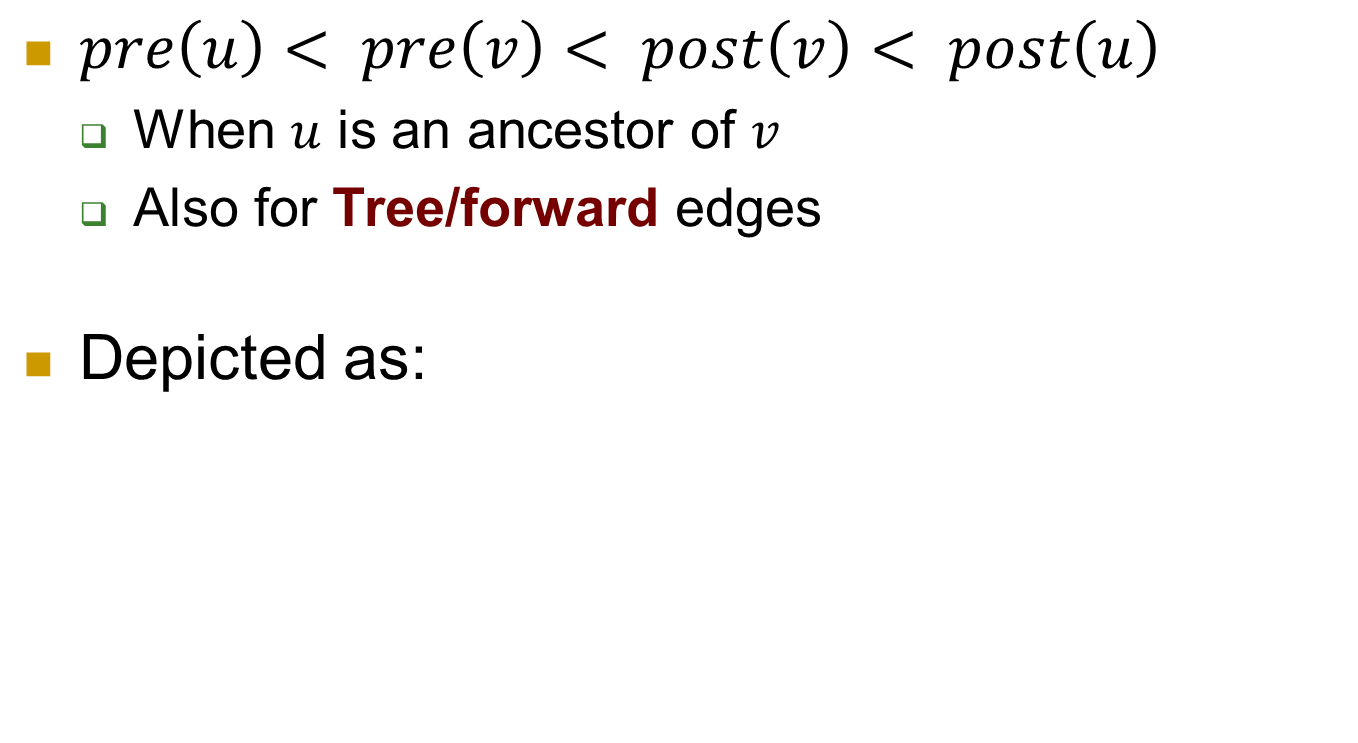 𝑝𝑟𝑒(𝑢) < 𝑝𝑟𝑒(𝑣) < 𝑝𝑜𝑠𝑡(𝑣) < 𝑝𝑜𝑠𝑡(𝑢)
When 𝑢 is an ancestor of 𝑣
Also for Tree/forward edges
Depicted as: